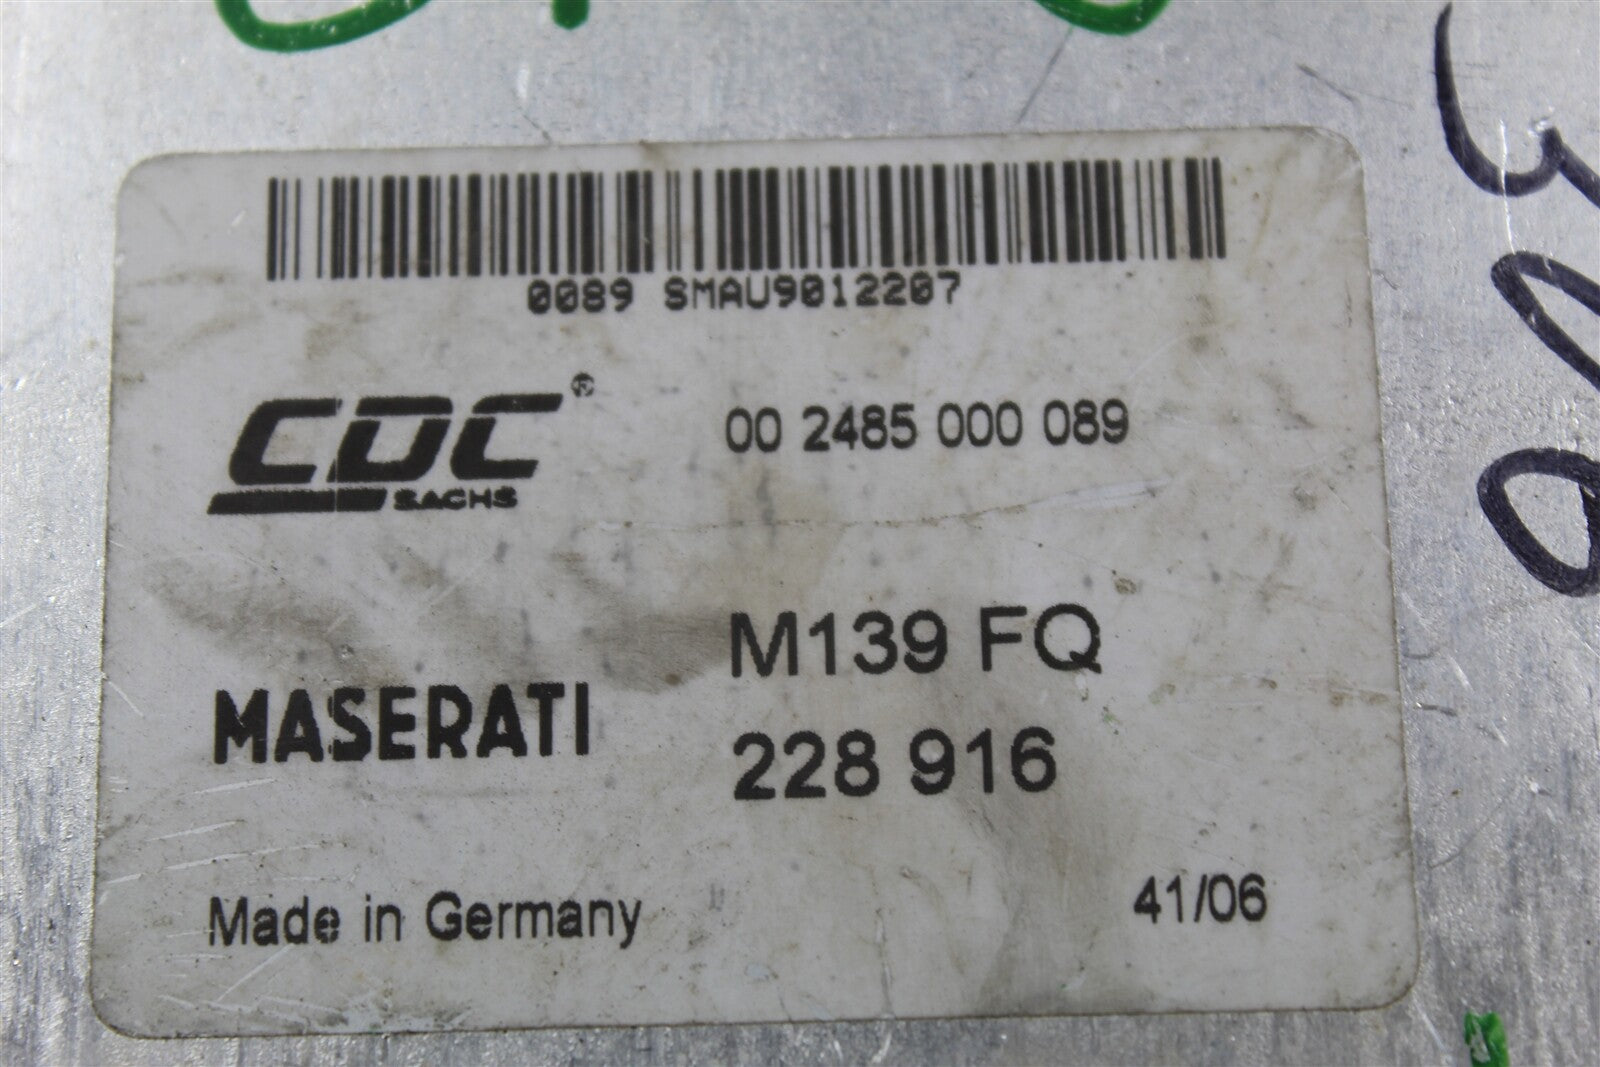 0089 SMAU9012207
CDC®
SACHS
00 2485 000 089
M139 FQ
MASERATI
228 916
Made in Germany
41/06